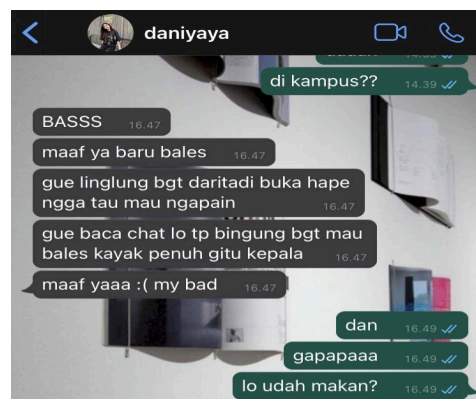 daniyaya
di kampus?? 14.39
BASSS 16.47
maaf ya baru bales 16.47
gue linglung bgt daritadi buka hape
ngga tau mau ngapain 16.47
gue baca chat lo tp bingung bgt mau
bales kayak penuh gitu kepala 16.47
maaf yaaa :( my bad 16.47
dan 16.49
gapapaaa 16.49
lo udah makan? 16.49